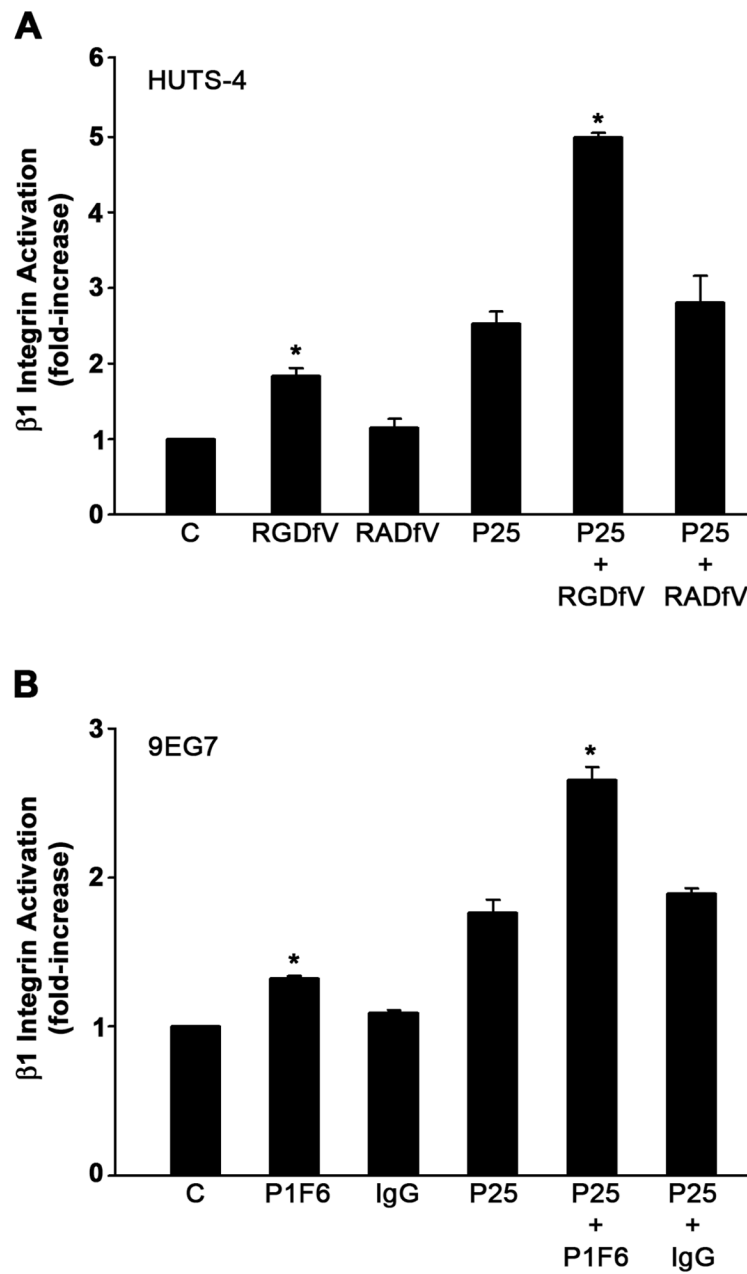 A
HUTS-4
β1 Integrin Activation
(fold-increase)
6
5
4
3
2
1
0
*
*
C RGDfV RADfV P25 P25 P25
+ +
RGDfV RADfV
B
9EG7
β1 Integrin Activation
(fold-increase)
3
2
1
0
*
*
C P1F6 IgG P25 P25 P25
+ +
P1F6 IgG